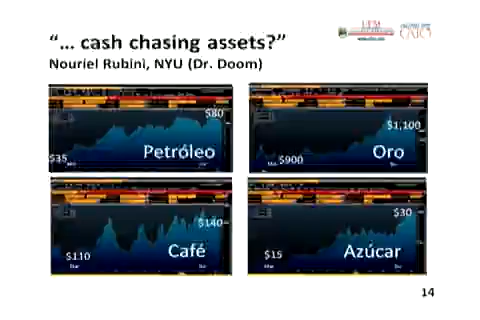 “... cash chasing assets?”
Nouriel Rubini, NYU (Dr. Doom)
$80
$35
Petróleo
$1,100
$900
Oro
$140
$110
Café
$30
$15
Azúcar
14